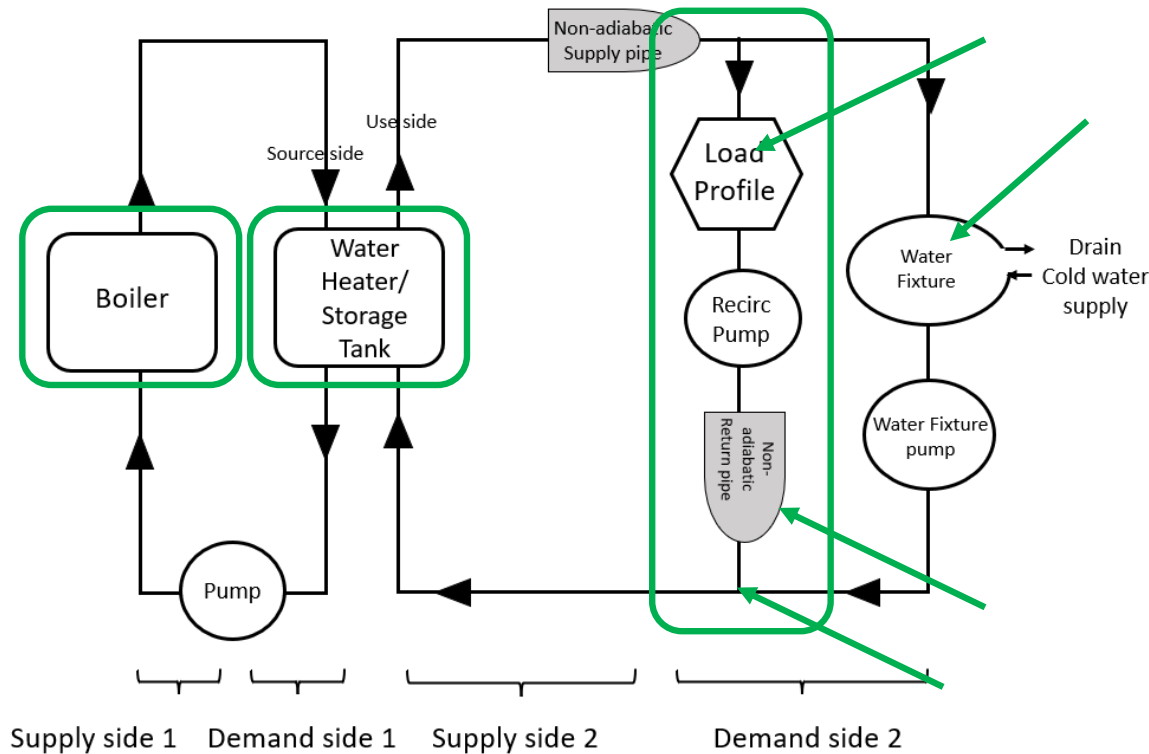 Non-adiabatic
Supply pipe
Use side
Source side
Load
Profile
Boiler
Water
Heater/
Storage
Tank
Water
Fixture
Drain
Cold water
supply
Recirc
Pump
Water Fixture
pump
Non-
adiabatic
Return pipe
Pump
Supply side 1
Demand side 1
Supply side 2
Demand side 2